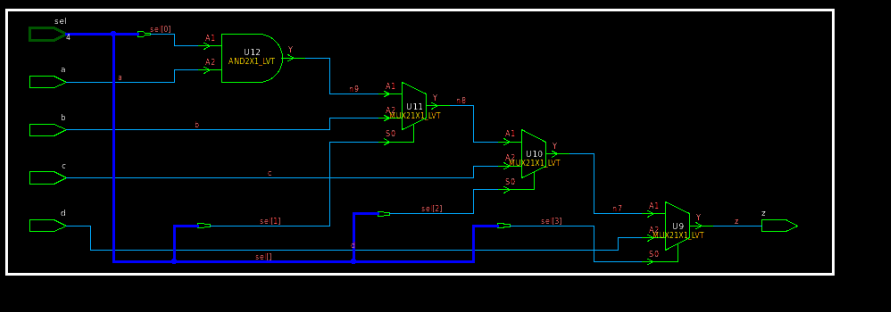 sel
4
sel[0]
A1
U12
AND2X1_LVT
A2
Y
a
a
n9
A1
U11
MUX21X1_LVT
A2
S0
Y
n8
b
b
A1
U10
MUX21X1_LVT
A2
S0
Y
c
c
n7
A1
U9
MUX21X1_LVT
A2
S0
Y
z
z
d
sel[1]
sel[2]
sel[3]
d
sel[]